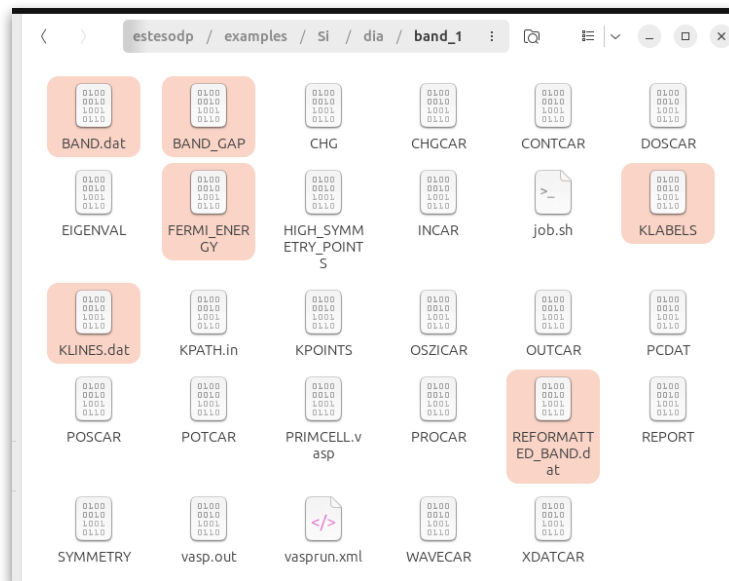 estesodp / examples / Si / dia / band_1
BAND.dat
BAND_GAP
CHG
CHGCAR
CONTCAR
DOSCAR
EIGENVAL
FERMI_ENER
GY
HIGH_SYMM
ETRY_POINT
S
INCAR
job.sh
KLABELS
KLINES.dat
KPATH.in
KPOINTS
OSZICAR
OUTCAR
PCDAT
POSCAR
POTCAR
PRIMCELL.v
asp
PROCAR
REFORMATT
ED_BAND.d
at
REPORT
SYMMETRY
vasp.out
vasprun.xml
WAVECAR
XDATCAR